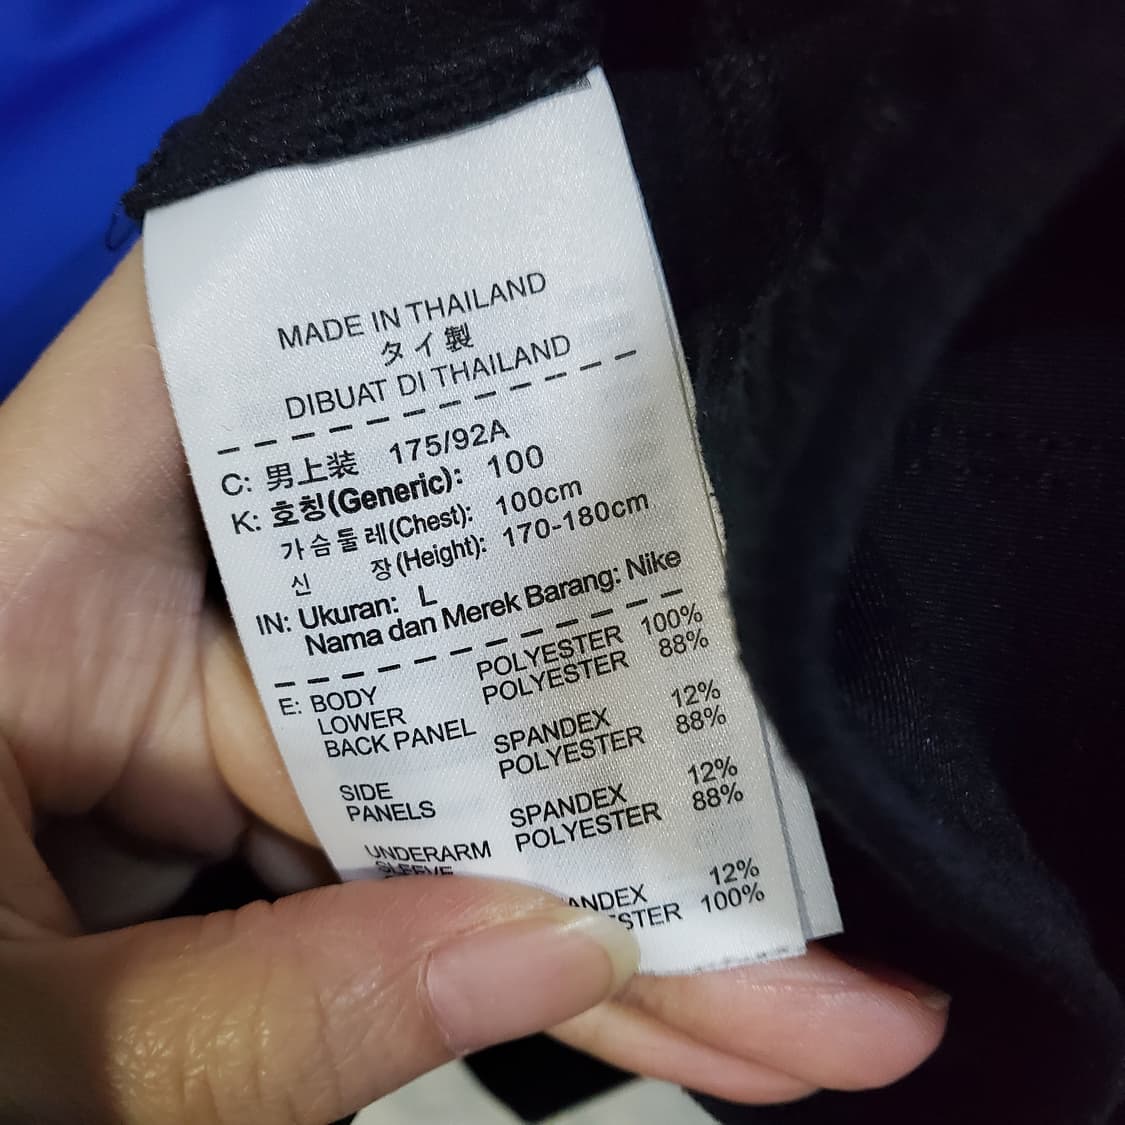 MADE IN THAILAND
タイ製
DIBUAT DI THAILAND
C: 男上装 175/92A
K: 호칭(Generic): 100
가슴둘레(Chest): 100cm
신 장(Height): 170-180cm
IN: Ukuran: L
Nama dan Merek Barang: Nike
E: BODY POLYESTER 100%
LOWER POLYESTER 88%
BACK PANEL
SPANDEX 12%
SIDE POLYESTER 88%
PANELS
SPANDEX 12%
UNDERARM POLYESTER 88%
SLEEVE
ANDEX 12%
STER 100%